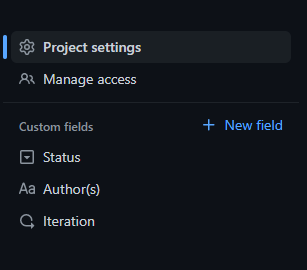 Project settings
Manage access
Custom fields
New field
Status
Aa Author(s)
Iteration